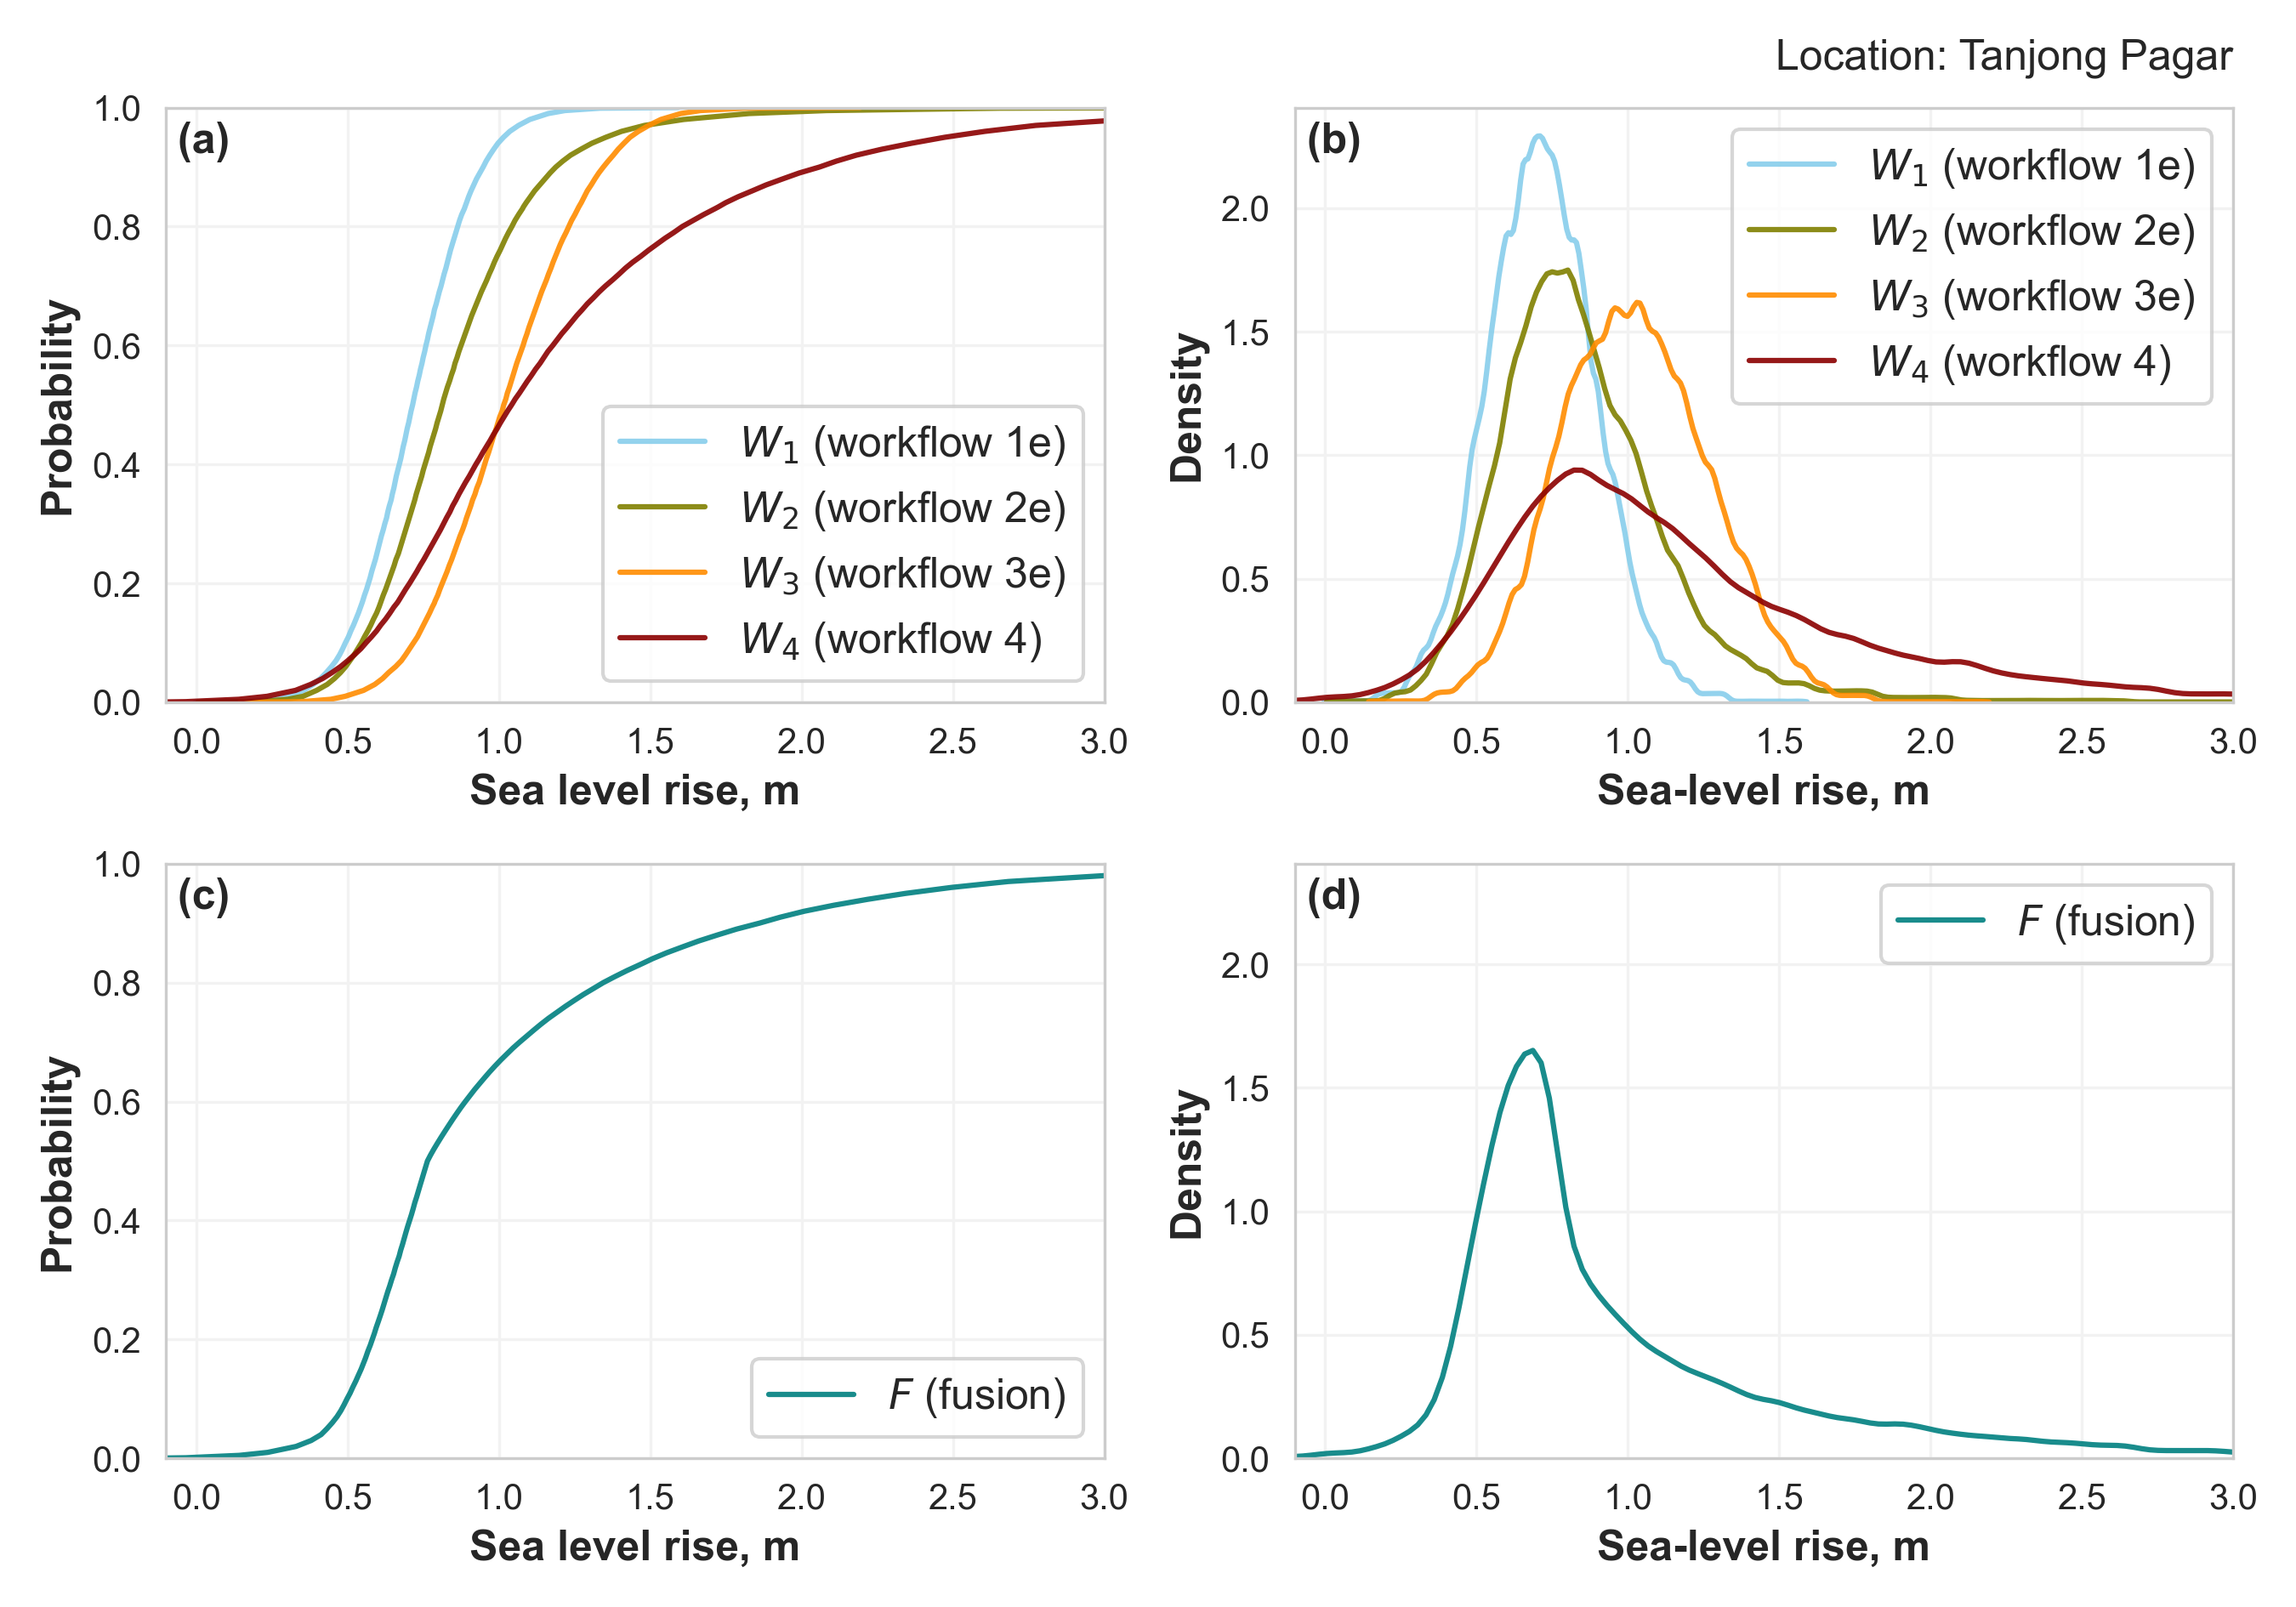 Location: Tanjong Pagar
(a)
1.0
0.8
0.6
0.4
0.2
0.0
Probability
W1 (workflow 1e)
W2 (workflow 2e)
W3 (workflow 3e)
W4 (workflow 4)
0.0 0.5 1.0 1.5 2.0 2.5 3.0
Sea level rise, m
(b)
2.0
1.5
1.0
0.5
0.0
Density
W1 (workflow 1e)
W2 (workflow 2e)
W3 (workflow 3e)
W4 (workflow 4)
0.0 0.5 1.0 1.5 2.0 2.5 3.0
Sea-level rise, m
(c)
1.0
0.8
0.6
0.4
0.2
0.0
Probability
F (fusion)
0.0 0.5 1.0 1.5 2.0 2.5 3.0
Sea level rise, m
(d)
2.0
1.5
1.0
0.5
0.0
Density
F (fusion)
0.0 0.5 1.0 1.5 2.0 2.5 3.0
Sea-level rise, m